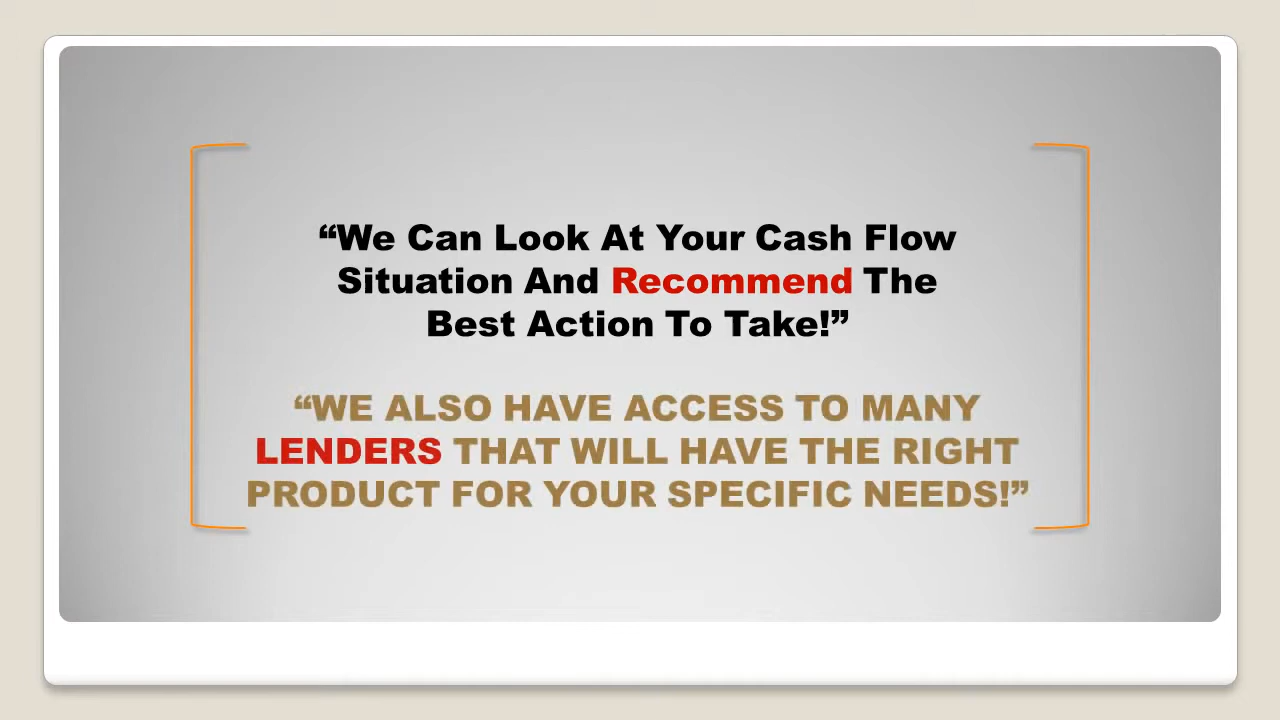 “We Can Look At Your Cash Flow
Situation And Recommend The
Best Action To Take!”
“WE ALSO HAVE ACCESS TO MANY
LENDERS THAT WILL HAVE THE RIGHT
PRODUCT FOR YOUR SPECIFIC NEEDS!”